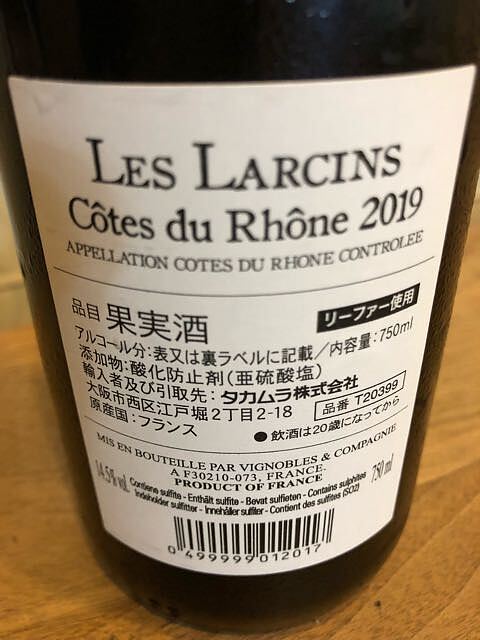 LES LARCINS
Côtes du Rhône 2019
APPELLATION COTES DU RHONE CONTROLEE
品目 果実酒 リーファー使用
アルコール分:表又は裏ラベルに記載/内容量:750ml
添加物:酸化防止剤(亜硫酸塩)
輸入者及び引取先: タカムラ株式会社
大阪市西区江戸堀2丁目2-18 品番 T20399
原産国:フランス ●飲酒は20歳になってから
MIS EN BOUTEILLE PAR VIGNOBLES & COMPAGNIE
A F30210-073, FRANCE.
14.5%vol. PRODUCT OF FRANCE 750 ml
Contient sulfite - Enthält sulfite - Bevat sulfieten - Contains sulphites
Indeholder sulfitter - Innehåller sulfiter - Contient des sulfites (SO2)
0 499999 012017